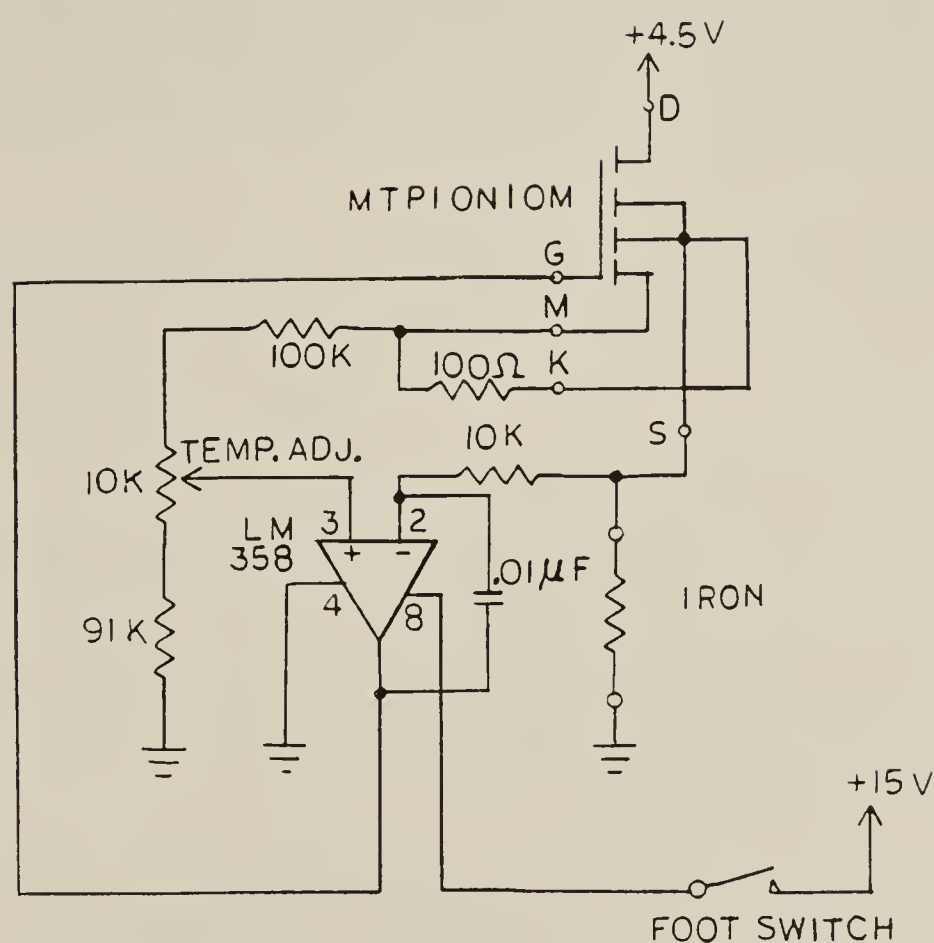 +4.5V
D
MTP10N10M
G
M
100K
100Ω
K
S
TEMP. ADJ.
10K
10K
3
2
LM
358
+
-
.01µF
4
8
91K
IRON
+15V
FOOT SWITCH